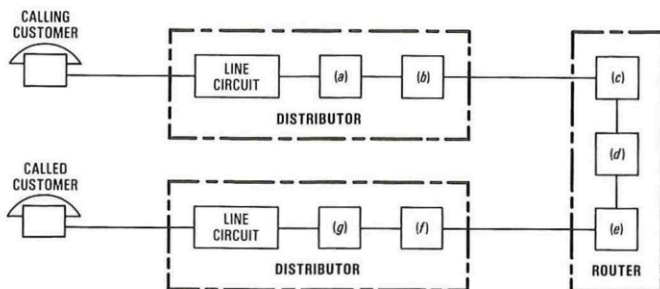 CALLING
CUSTOMER
LINE
CIRCUIT
(a)
(b)
(c)
DISTRIBUTOR
(d)
CALLED
CUSTOMER
LINE
CIRCUIT
(g)
(f)
(e)
DISTRIBUTOR
ROUTER